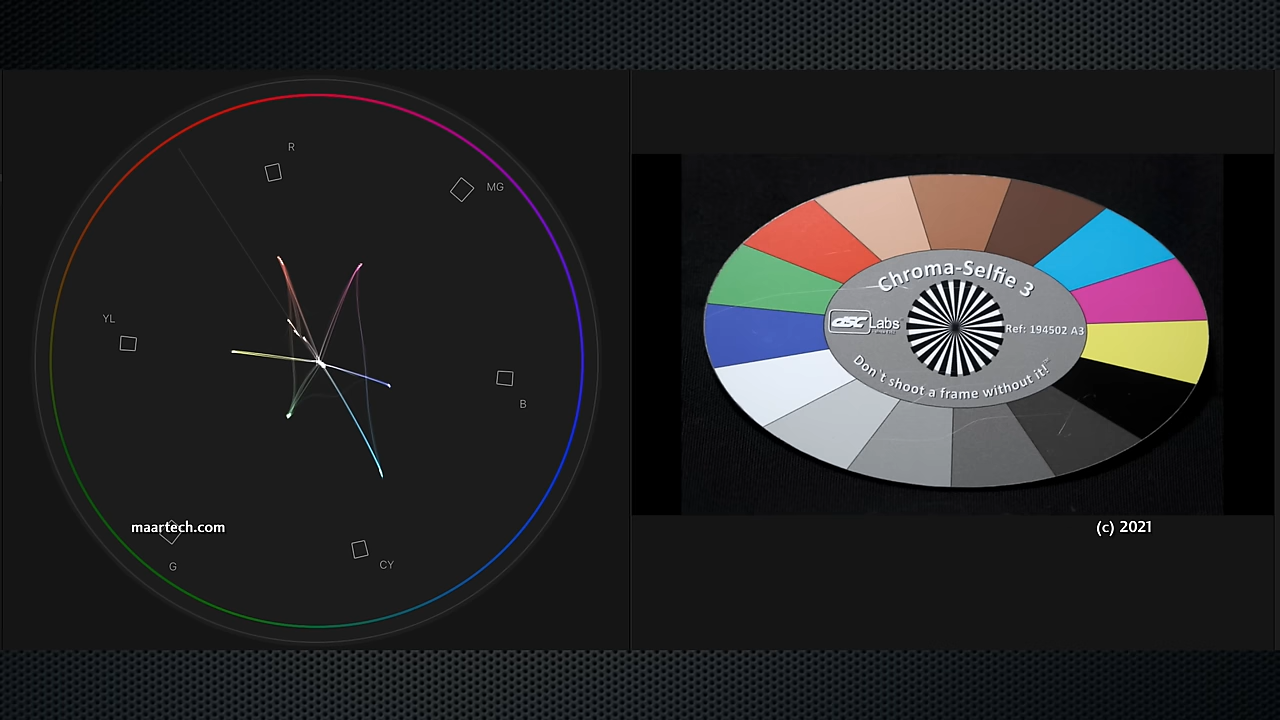 R
MG
YL
B
maartech.com
G
CY
Chroma-Selfie 3
dSC Labs
Ref: 194502 A3
Don't shoot a frame without it!™
(c) 2021